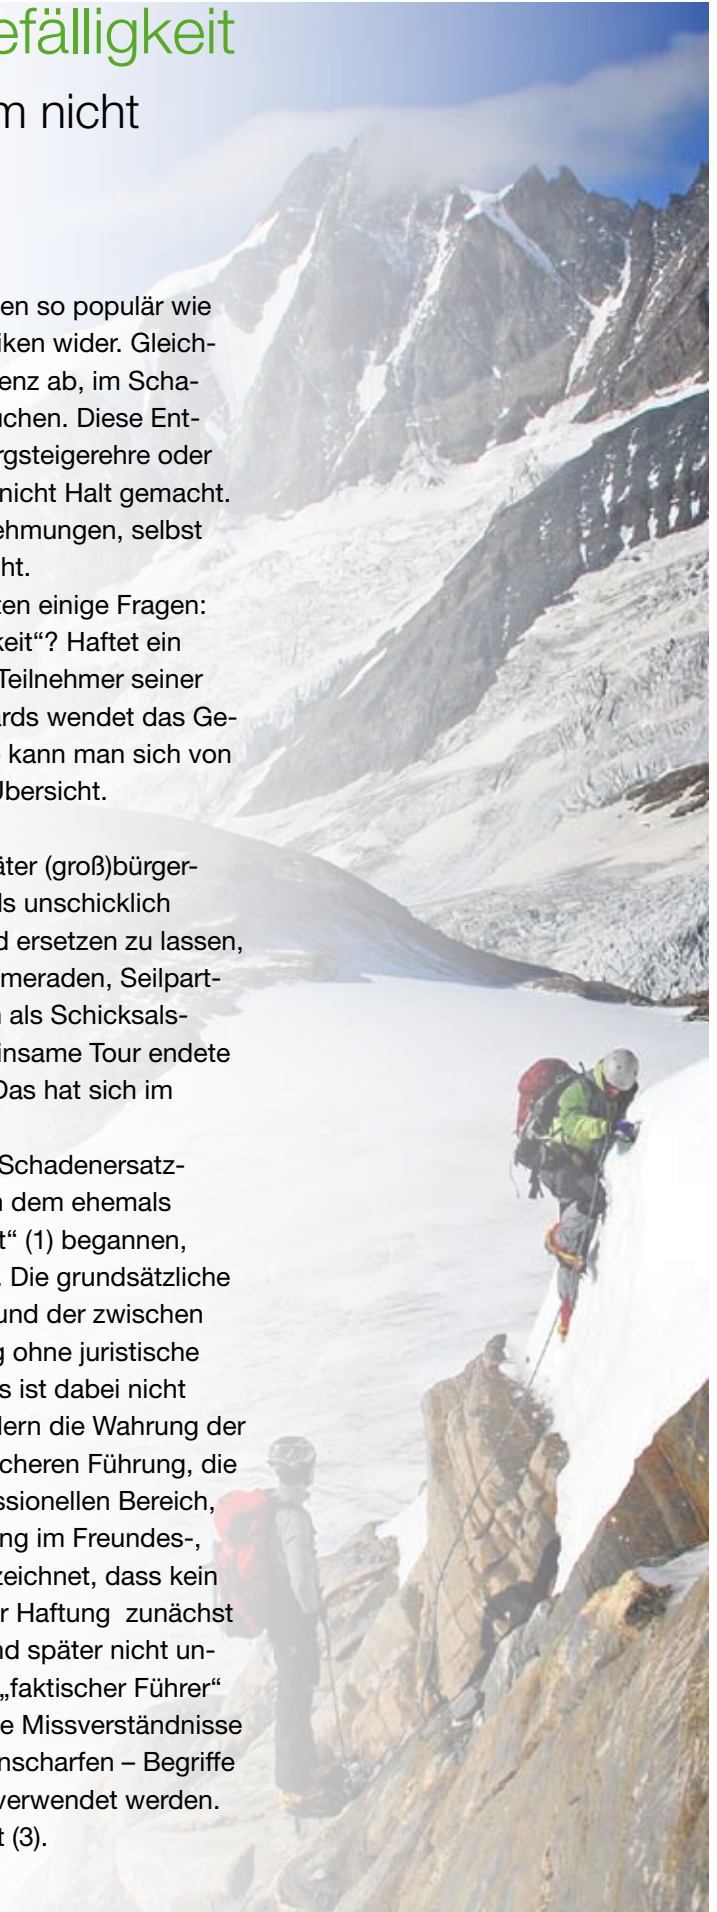 efälligkeit
m nicht
en so populär wie
iken wider. Gleich-
enz ab, im Scha-
uchen. Diese Ent-
rgsteigerehre oder
nicht Halt gemacht.
ehmungen, selbst
ht.
ten einige Fragen:
keit“? Haftet ein
Teilnehmer seiner
ards wendet das Ge-
kann man sich von
Übersicht.
äter (groß)bürger-
ls unschicklich
d ersetzen zu lassen,
meraden, Seilpart-
n als Schicksals-
insame Tour endete
Das hat sich im
Schadenersatz-
n dem ehemals
t“ (1) begannen,
. Die grundsätzliche
und der zwischen
g ohne juristische
s ist dabei nicht
dern die Wahrung der
icheren Führung, die
ssionellen Bereich,
ng im Freundes-,
zeichnet, dass kein
r Haftung zunächst
nd später nicht un-
„faktischer Führer“
e Missverständnisse
nscharfen – Begriffe
verwendet werden.
t (3).